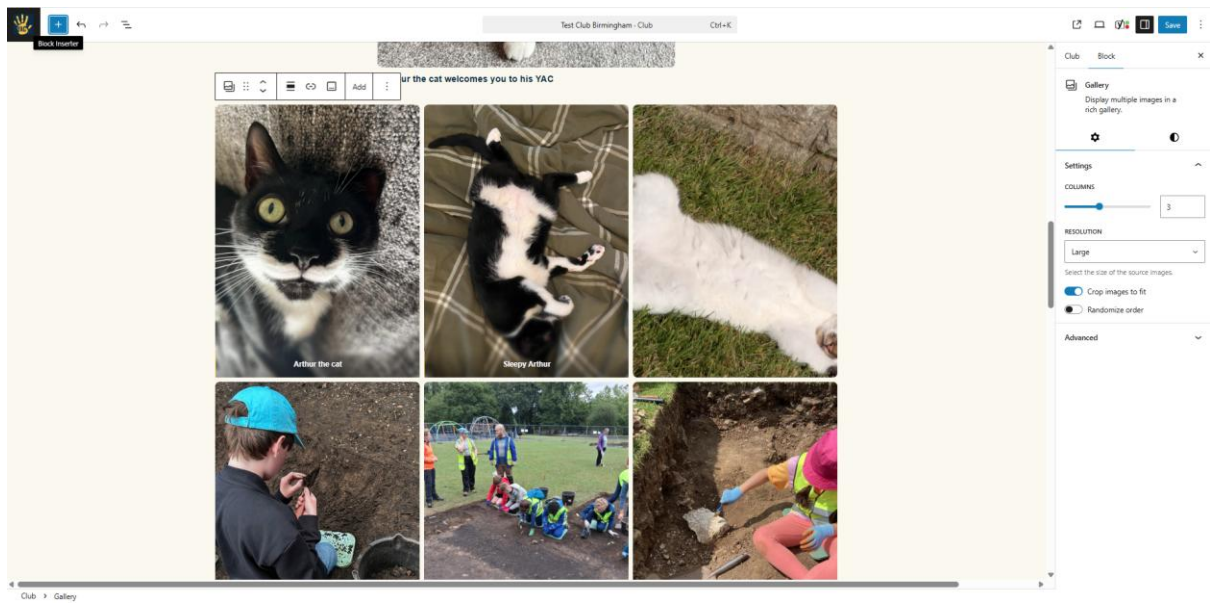 Test Club Birmingham - Club
Ctrl+K
Save
Block Inserter
ur the cat welcomes you to his YAC
Add
Arthur the cat
Sleepy Arthur
Club
Block
Gallery
Display multiple images in a
rich gallery.
Settings
COLUMNS
3
RESOLUTION
Large
Select the size of the source images.
Crop images to fit
Randomize order
Advanced
Club > Gallery